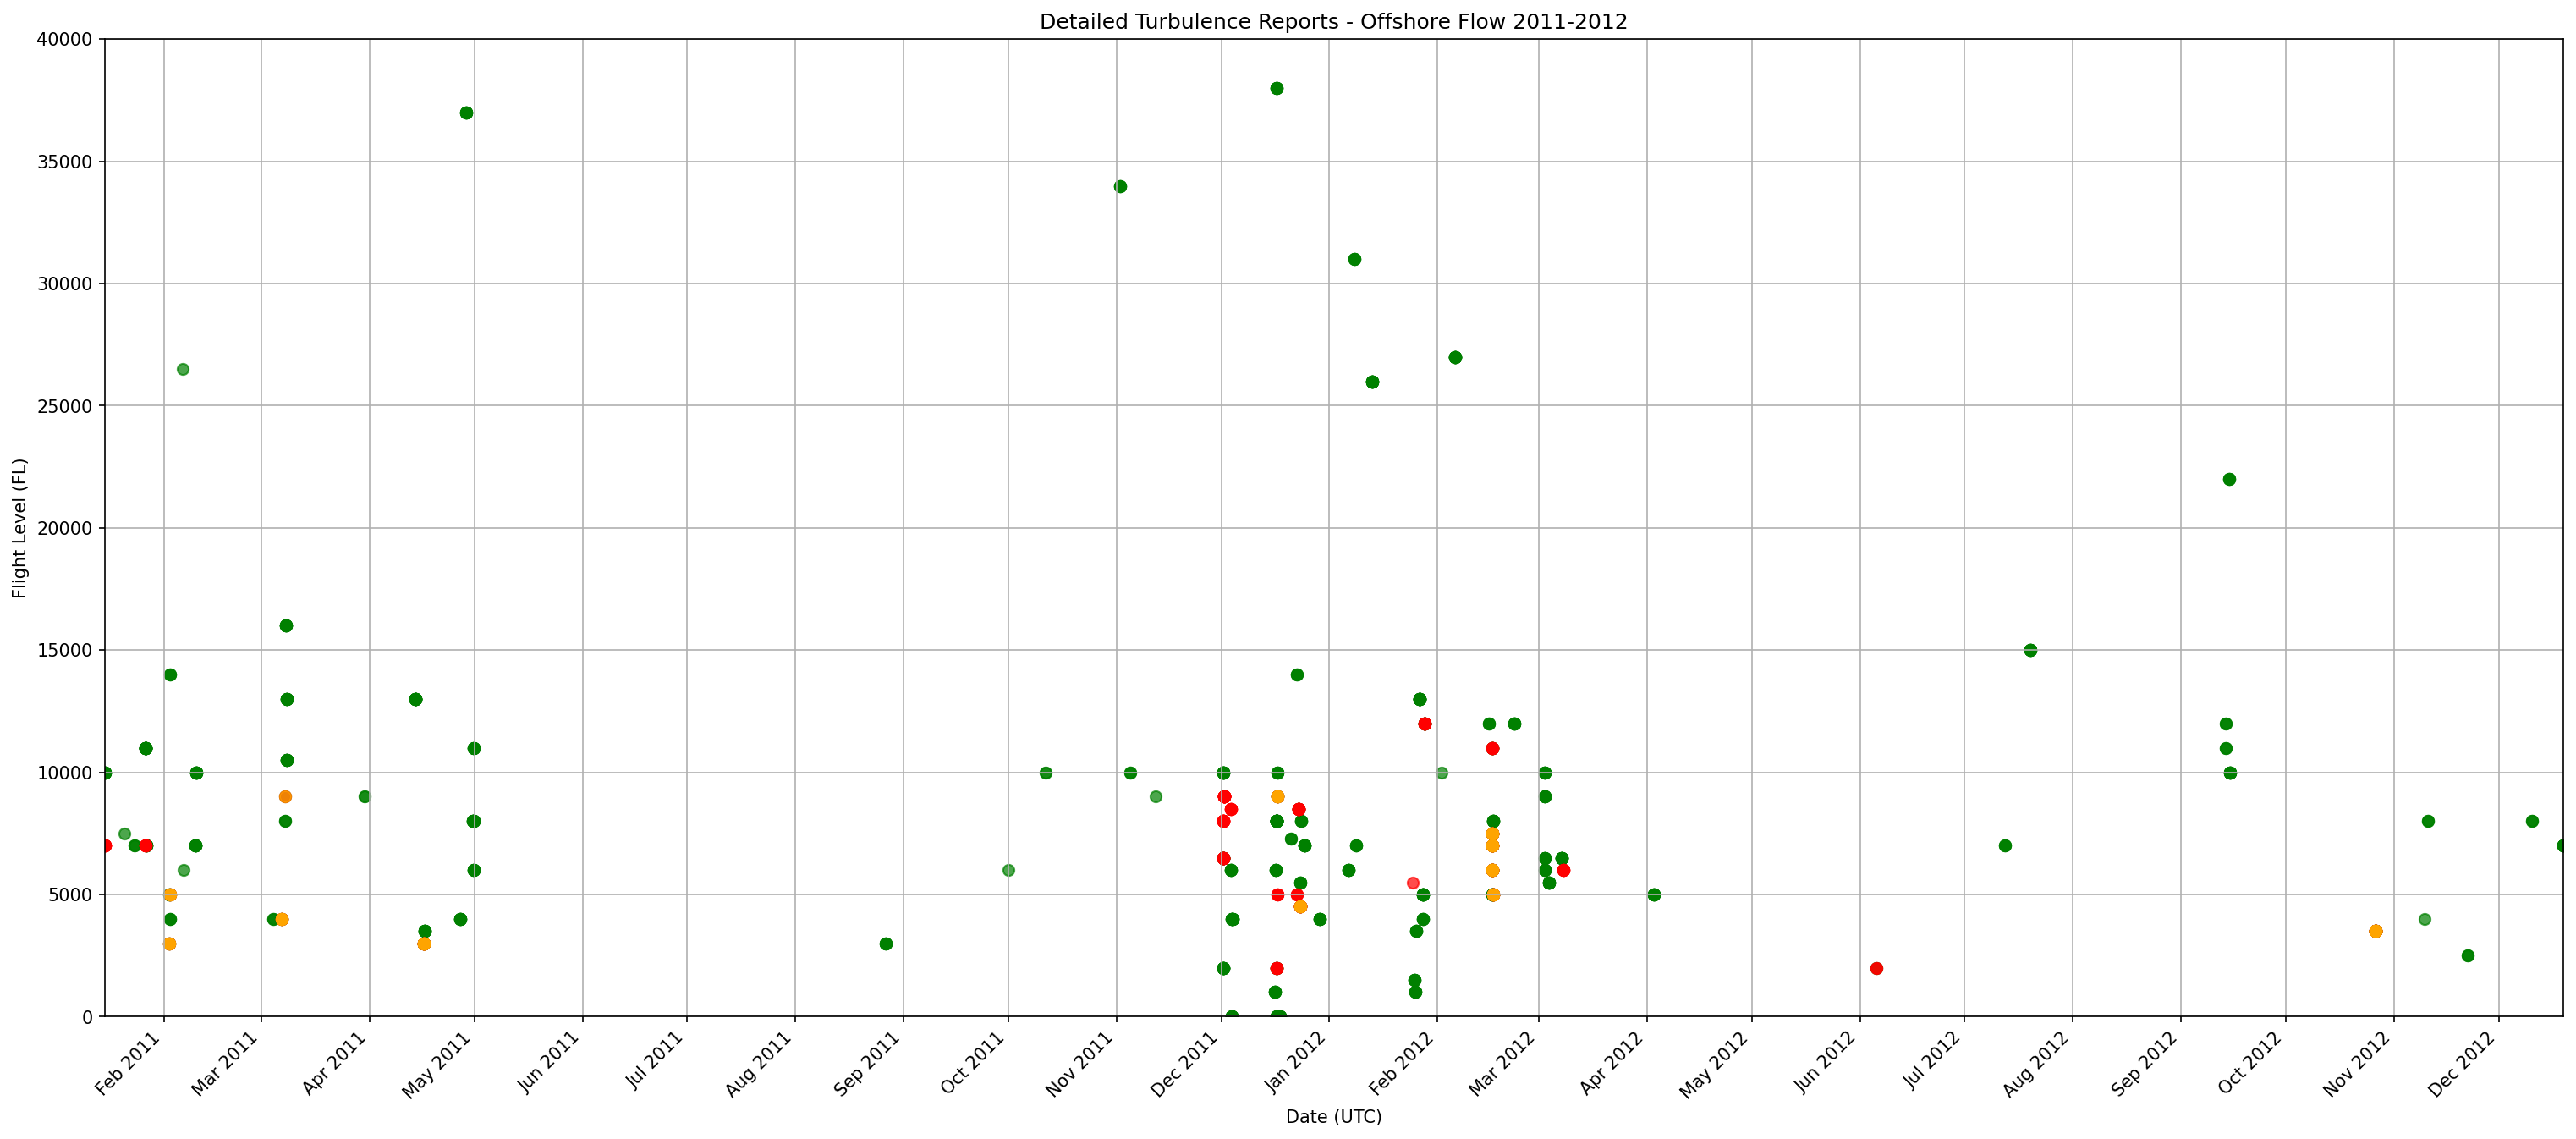 Detailed Turbulence Reports - Offshore Flow 2011-2012
40000
35000
30000
25000
20000
15000
10000
5000
0
Flight Level (FL)
Feb 2011
Mar 2011
Apr 2011
May 2011
Jun 2011
Jul 2011
Aug 2011
Sep 2011
Oct 2011
Nov 2011
Dec 2011
Jan 2012
Feb 2012
Mar 2012
Apr 2012
May 2012
Jun 2012
Jul 2012
Aug 2012
Sep 2012
Oct 2012
Nov 2012
Dec 2012
Date (UTC)